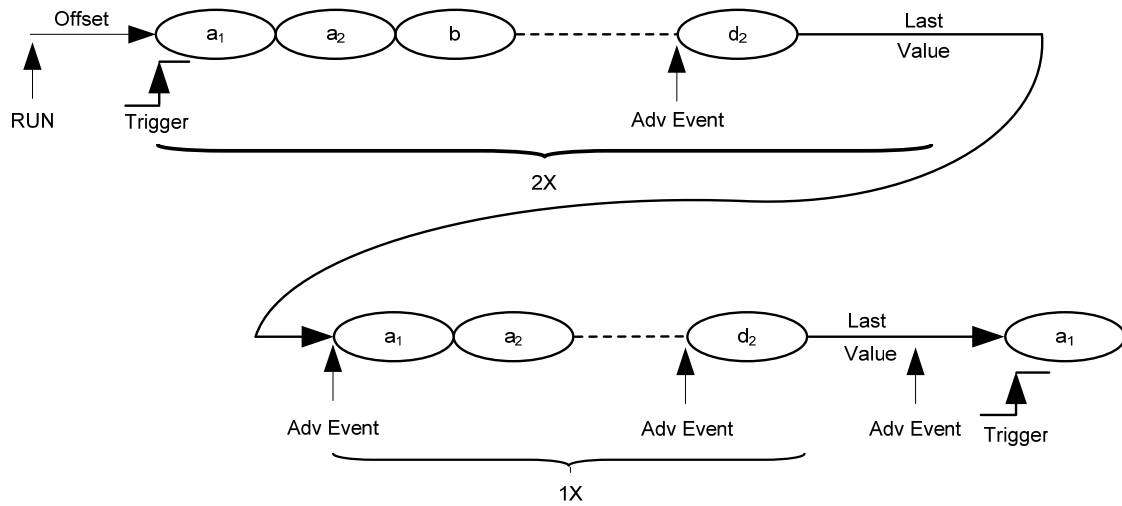 Offset
a₁ a₂ b d₂
Last
Value
RUN
Trigger
Adv Event
2X
a₁ a₂ d₂
Last
Value
a₁
Adv Event
Adv Event
Adv Event
Trigger
1X